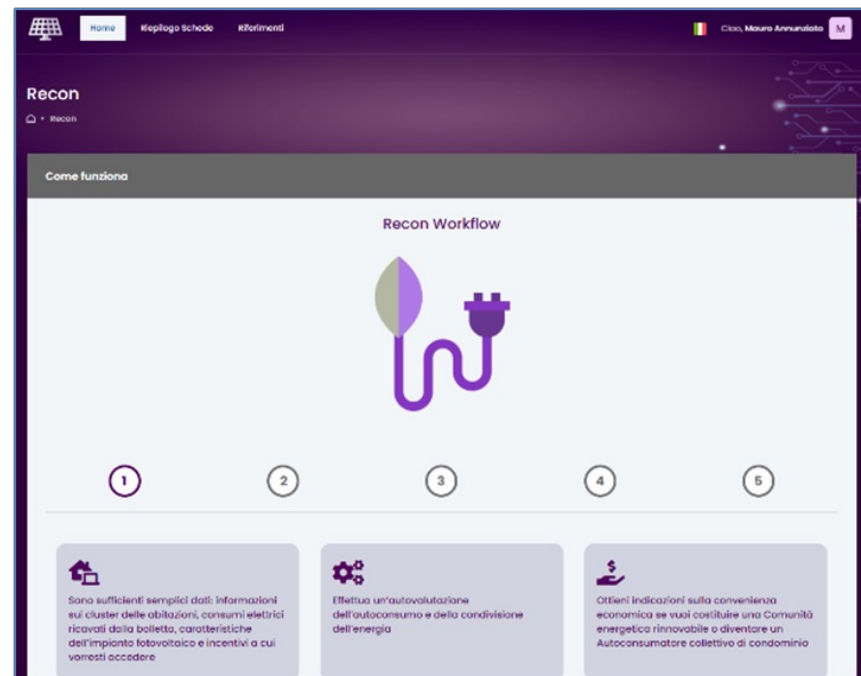 Home Riepilogo Schede Riferimenti Ciao, Mauro Annunziato M
Recon
• Recon
Come funziona
Recon Workflow
1 2 3 4 5
Sono sufficienti semplici dati: informazioni
sui cluster delle abitazioni, consumi elettrici
ricavati dalla bolletta, caratteristiche
dell'impianto fotovoltaico e incentivi a cui
vorresti accedere
Effettua un'autovalutazione
dell'autoconsumo e della condivisione
dell'energia
Ottieni indicazioni sulla convenienza
economica se vuoi costituire una Comunità
energetica rinnovabile o diventare un
Autoconsumatore collettivo di condominio